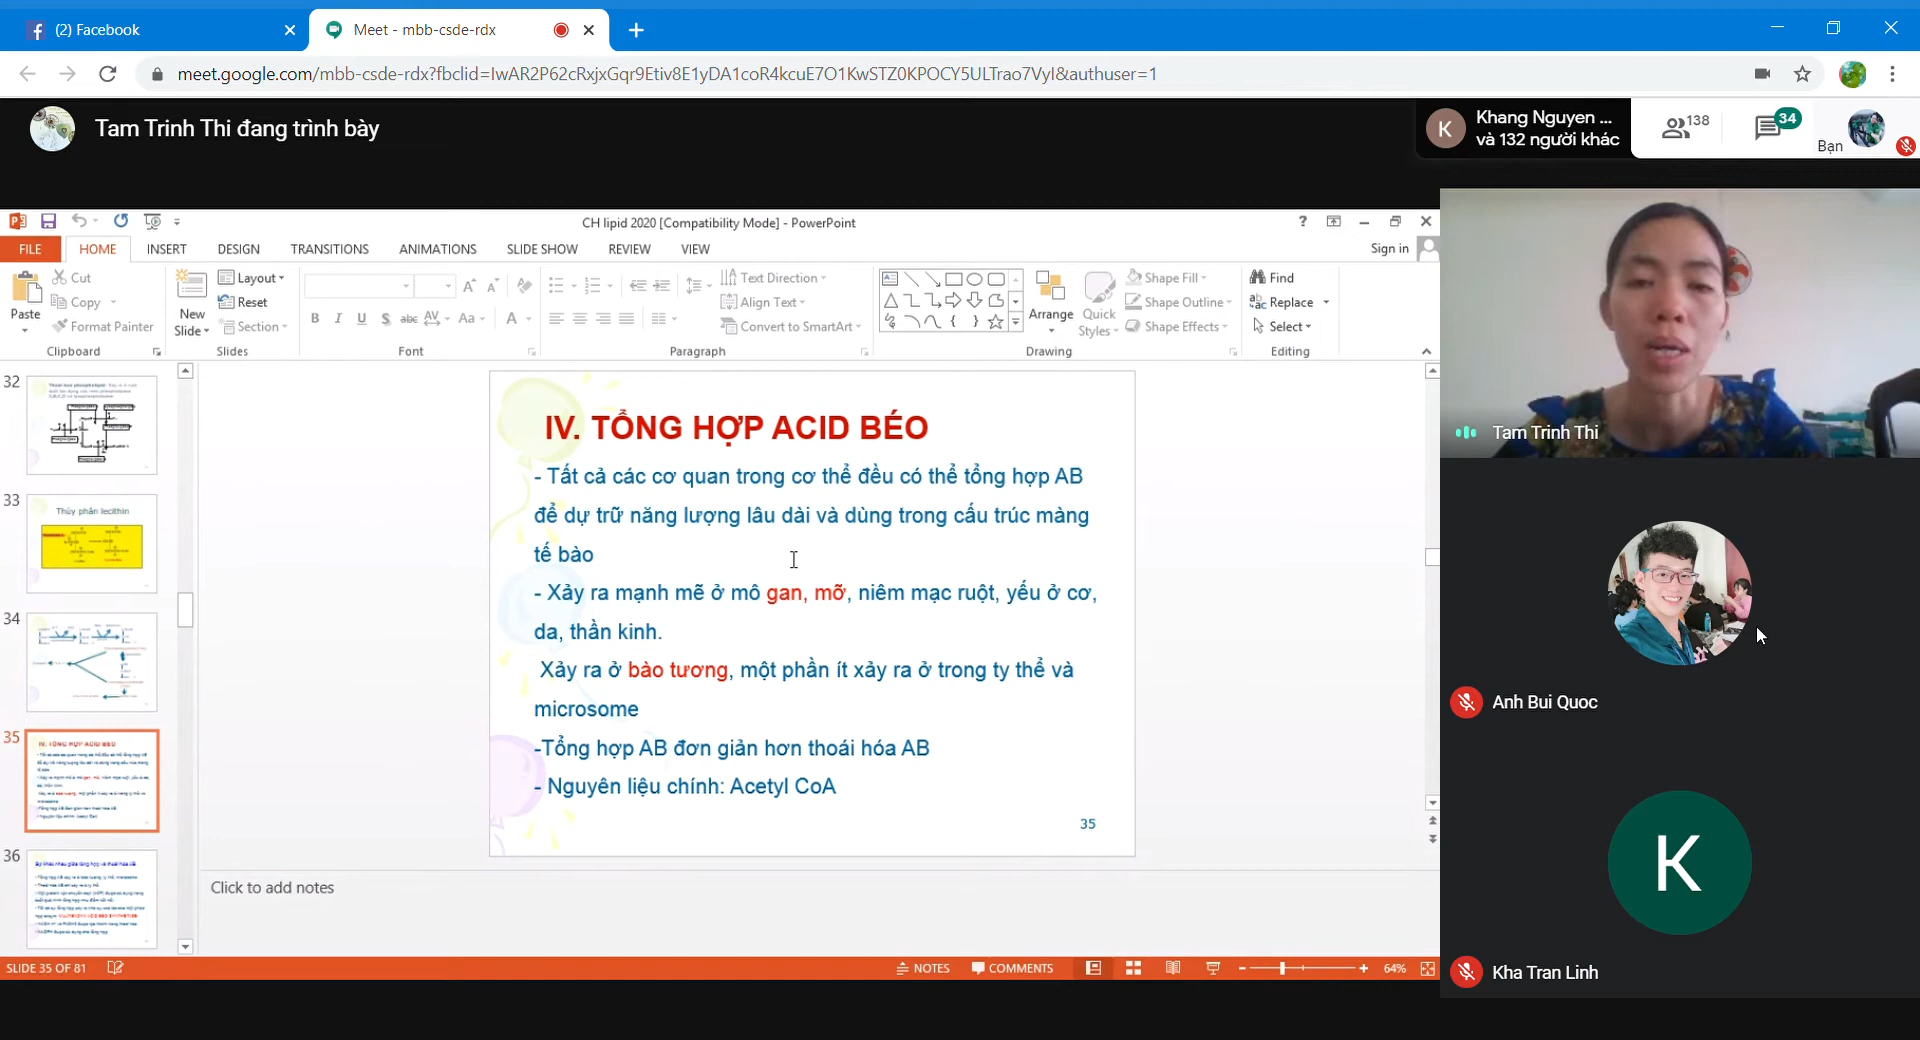 (2) Facebook
Meet - mbb-csde-rdx
meet.google.com/mbb-csde-rdx?fbclid=IwAR2P62cRxjxGqr9Etiv8E1yDA1coR4kcuE7O1KwSTZ0KPOCY5ULTrao7VyI&authuser=1
Tam Trinh Thi đang trình bày
K
Khang Nguyen ...
và 132 người khác
138
34
Bạn
CH lipid 2020 [Compatibility Mode] - PowerPoint
FILE HOME INSERT DESIGN TRANSITIONS ANIMATIONS SLIDE SHOW REVIEW VIEW
Sign in
Paste
Cut
Copy
Format Painter
Clipboard
New
Slide
Layout
Reset
Section
Slides
Font
Text Direction
Align Text
Convert to SmartArt
Paragraph
Arrange
Quick
Styles
Shape Fill
Shape Outline
Shape Effects
Drawing
Find
Replace
Select
Editing
32
33
Thủy phân lecithin
34
35
IV. TỔNG HỢP ACID BÉO
36
IV. TỔNG HỢP ACID BÉO
- Tất cả các cơ quan trong cơ thể đều có thể tổng hợp AB
để dự trữ năng lượng lâu dài và dùng trong cấu trúc màng
tế bào
- Xảy ra mạnh mẽ ở mô gan, mỡ, niêm mạc ruột, yếu ở cơ,
da, thần kinh.
Xảy ra ở bào tương, một phần ít xảy ra ở trong ty thể và
microsome
-Tổng hợp AB đơn giản hơn thoái hóa AB
- Nguyên liệu chính: Acetyl CoA
35
Click to add notes
SLIDE 35 OF 81
NOTES
COMMENTS
64%
Tam Trinh Thi
Anh Bui Quoc
K
Kha Tran Linh